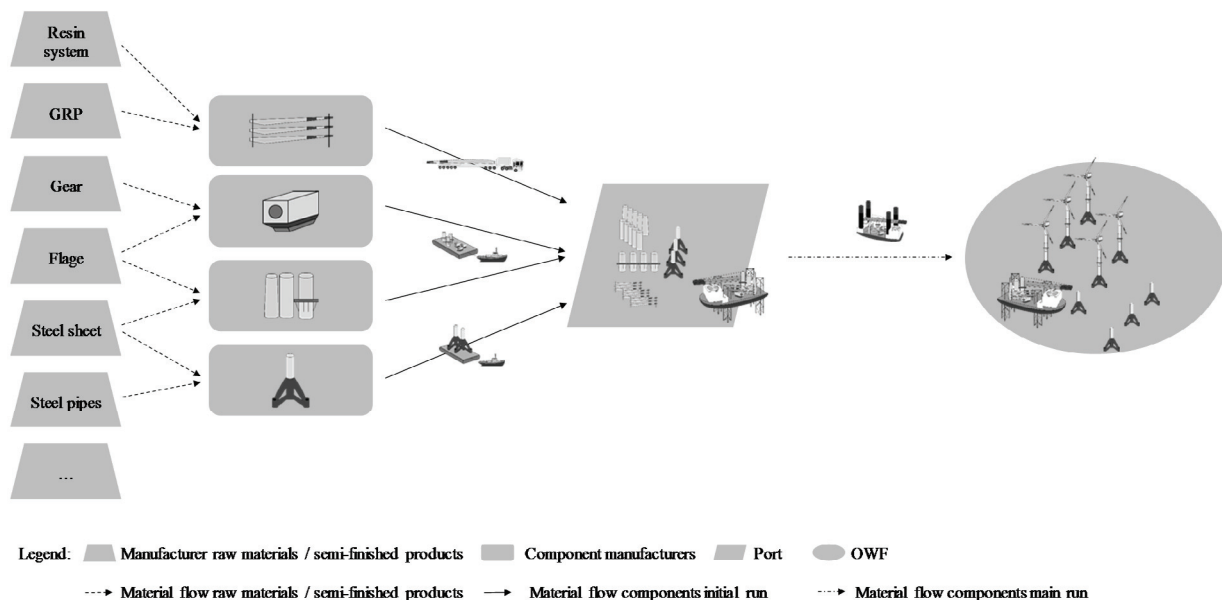 Resin
system
GRP
Gear
Flage
Steel sheet
Steel pipes
...
Legend: Manufacturer raw materials / semi-finished products Component manufacturers Port OWF
Material flow raw materials / semi-finished products Material flow components initial run Material flow components main run